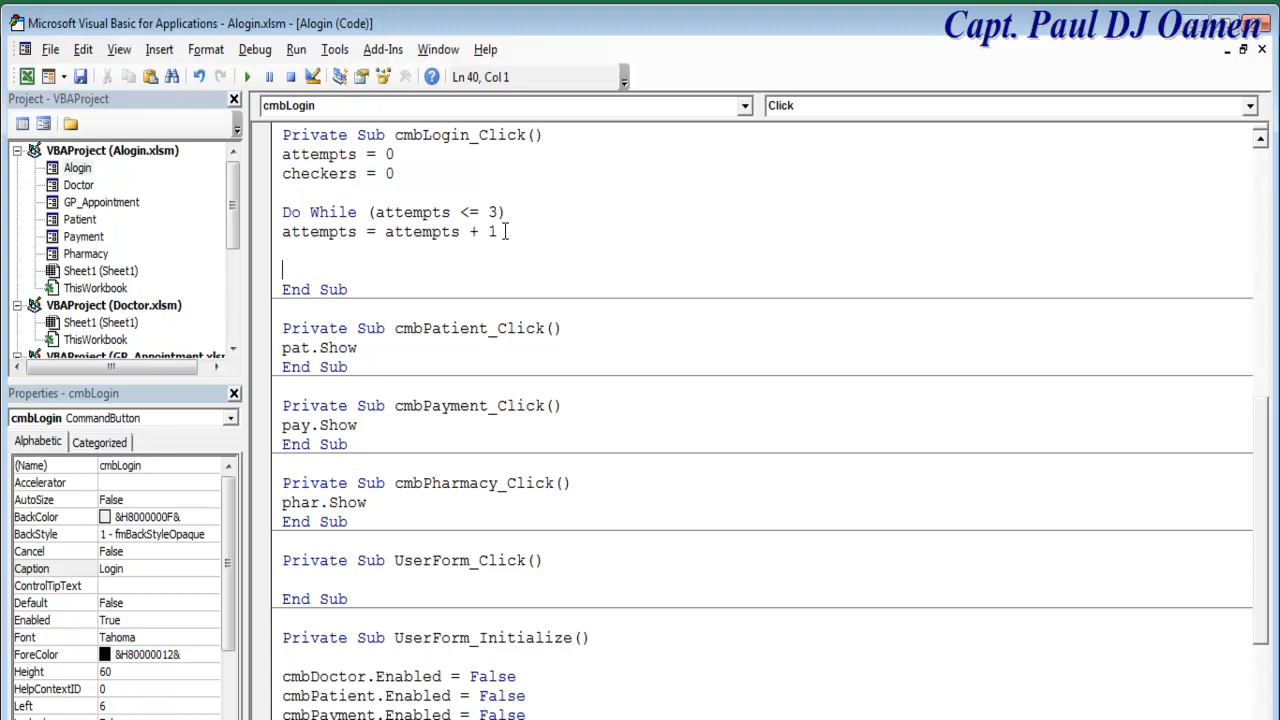 Microsoft Visual Basic for Applications - Alogin.xlsm - [Alogin (Code)]
Capt. Paul DJ Oamen
File Edit View Insert Format Debug Run Tools Add-Ins Window Help
Ln 40, Col 1
Project - VBAProject
VBAProject (Alogin.xlsm)
Alogin
Doctor
GP_Appointment
Patient
Payment
Pharmacy
Sheet1 (Sheet1)
ThisWorkbook
VBAProject (Doctor.xlsm)
Sheet1 (Sheet1)
ThisWorkbook
VBAProject (GP_Appointment.xlsm
Properties - cmbLogin
cmbLogin CommandButton
Alphabetic Categorized
(Name) cmbLogin
Accelerator
AutoSize False
BackColor &H8000000F&
BackStyle 1 - fmBackStyleOpaque
Cancel False
Caption Login
ControlTipText
Default False
Enabled True
Font Tahoma
ForeColor &H80000012&
Height 60
HelpContextID 0
Left 6
cmbLogin Click
Private Sub cmbLogin_Click()
attempts = 0
checkers = 0
Do While (attempts <= 3)
attempts = attempts + 1
End Sub
Private Sub cmbPatient_Click()
pat.Show
End Sub
Private Sub cmbPayment_Click()
pay.Show
End Sub
Private Sub cmbPharmacy_Click()
phar.Show
End Sub
Private Sub UserForm_Click()
End Sub
Private Sub UserForm_Initialize()
cmbDoctor.Enabled = False
cmbPatient.Enabled = False
cmbPayment.Enabled = False